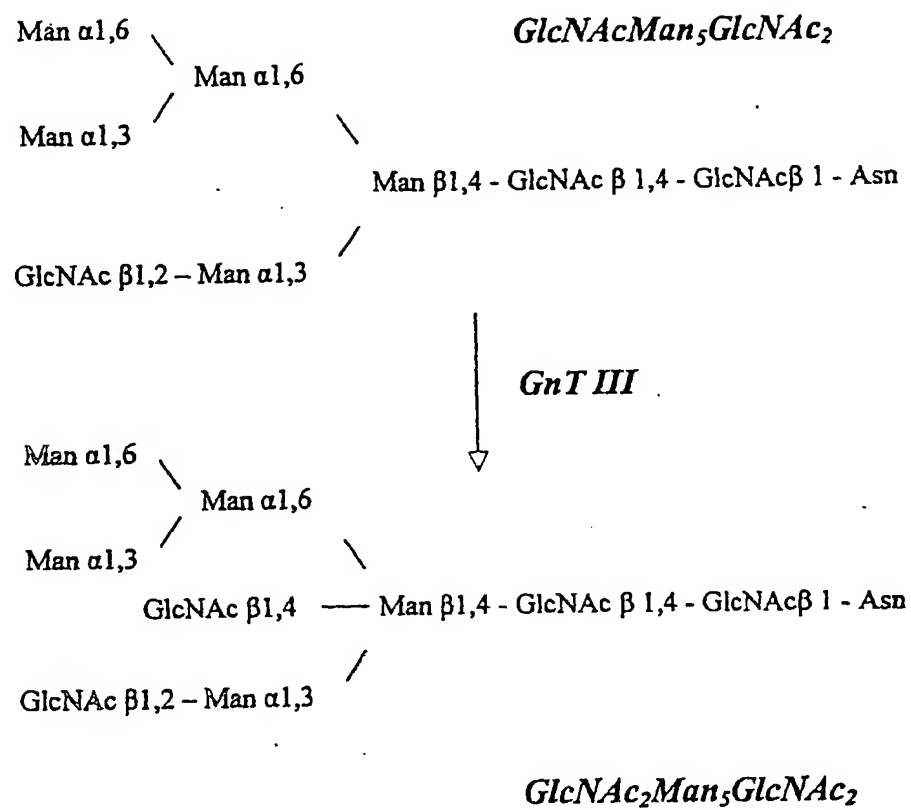 Man α1,6
GlcNAcMan₅GlcNAc₂
Man α1,6
Man α1,3
Man β1,4 - GlcNAc β 1,4 - GlcNAcβ 1 - Asn
GlcNAc β1,2 – Man α1,3
GnT III
Man α1,6
Man α1,6
Man α1,3
GlcNAc β1,4 — Man β1,4 - GlcNAc β 1,4 - GlcNAcβ 1 - Asn
GlcNAc β1,2 – Man α1,3
GlcNAc₂Man₅GlcNAc₂